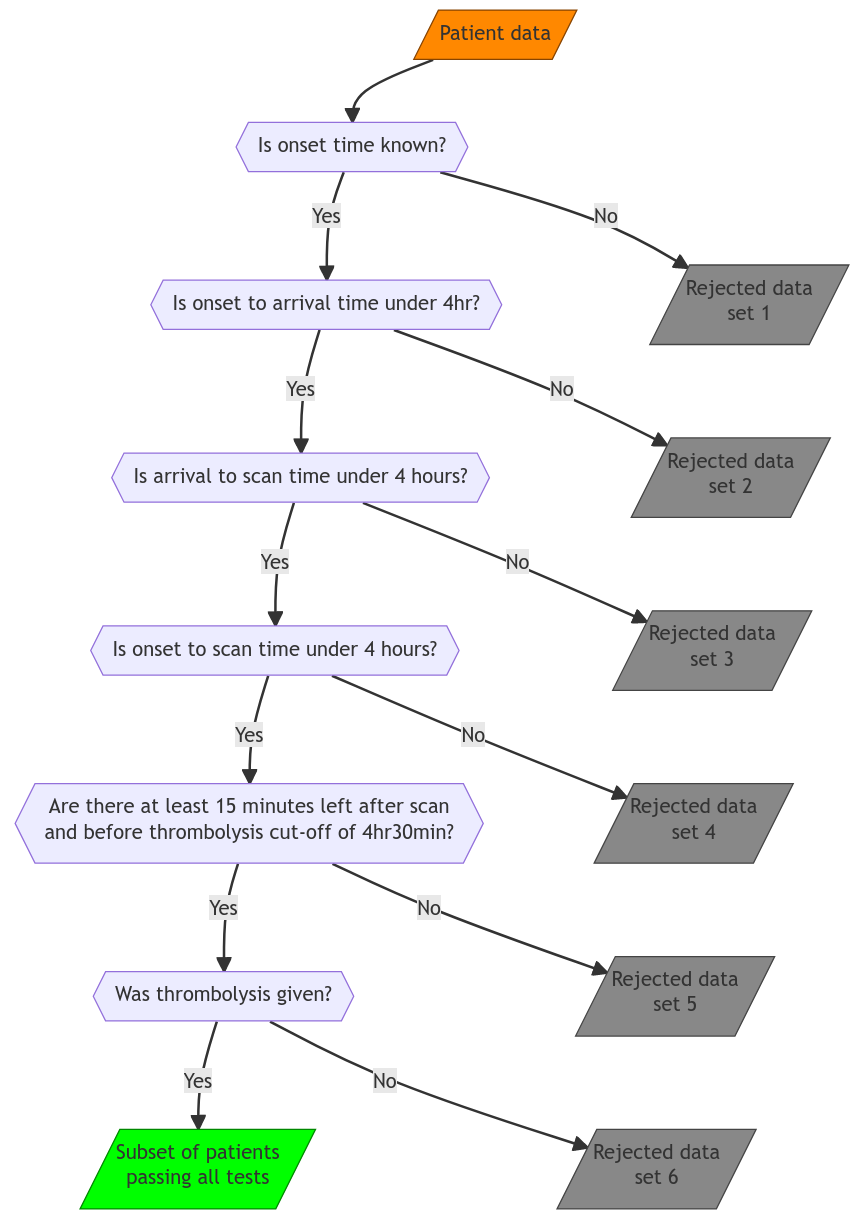 Patient data
Is onset time known?
Yes
No
Rejected data
set 1
Is onset to arrival time under 4hr?
Yes
No
Rejected data
set 2
Is arrival to scan time under 4 hours?
Yes
No
Rejected data
set 3
Is onset to scan time under 4 hours?
Yes
No
Rejected data
set 4
Are there at least 15 minutes left after scan
and before thrombolysis cut-off of 4hr30min?
Yes
No
Rejected data
set 5
Was thrombolysis given?
Yes
No
Subset of patients
passing all tests
Rejected data
set 6